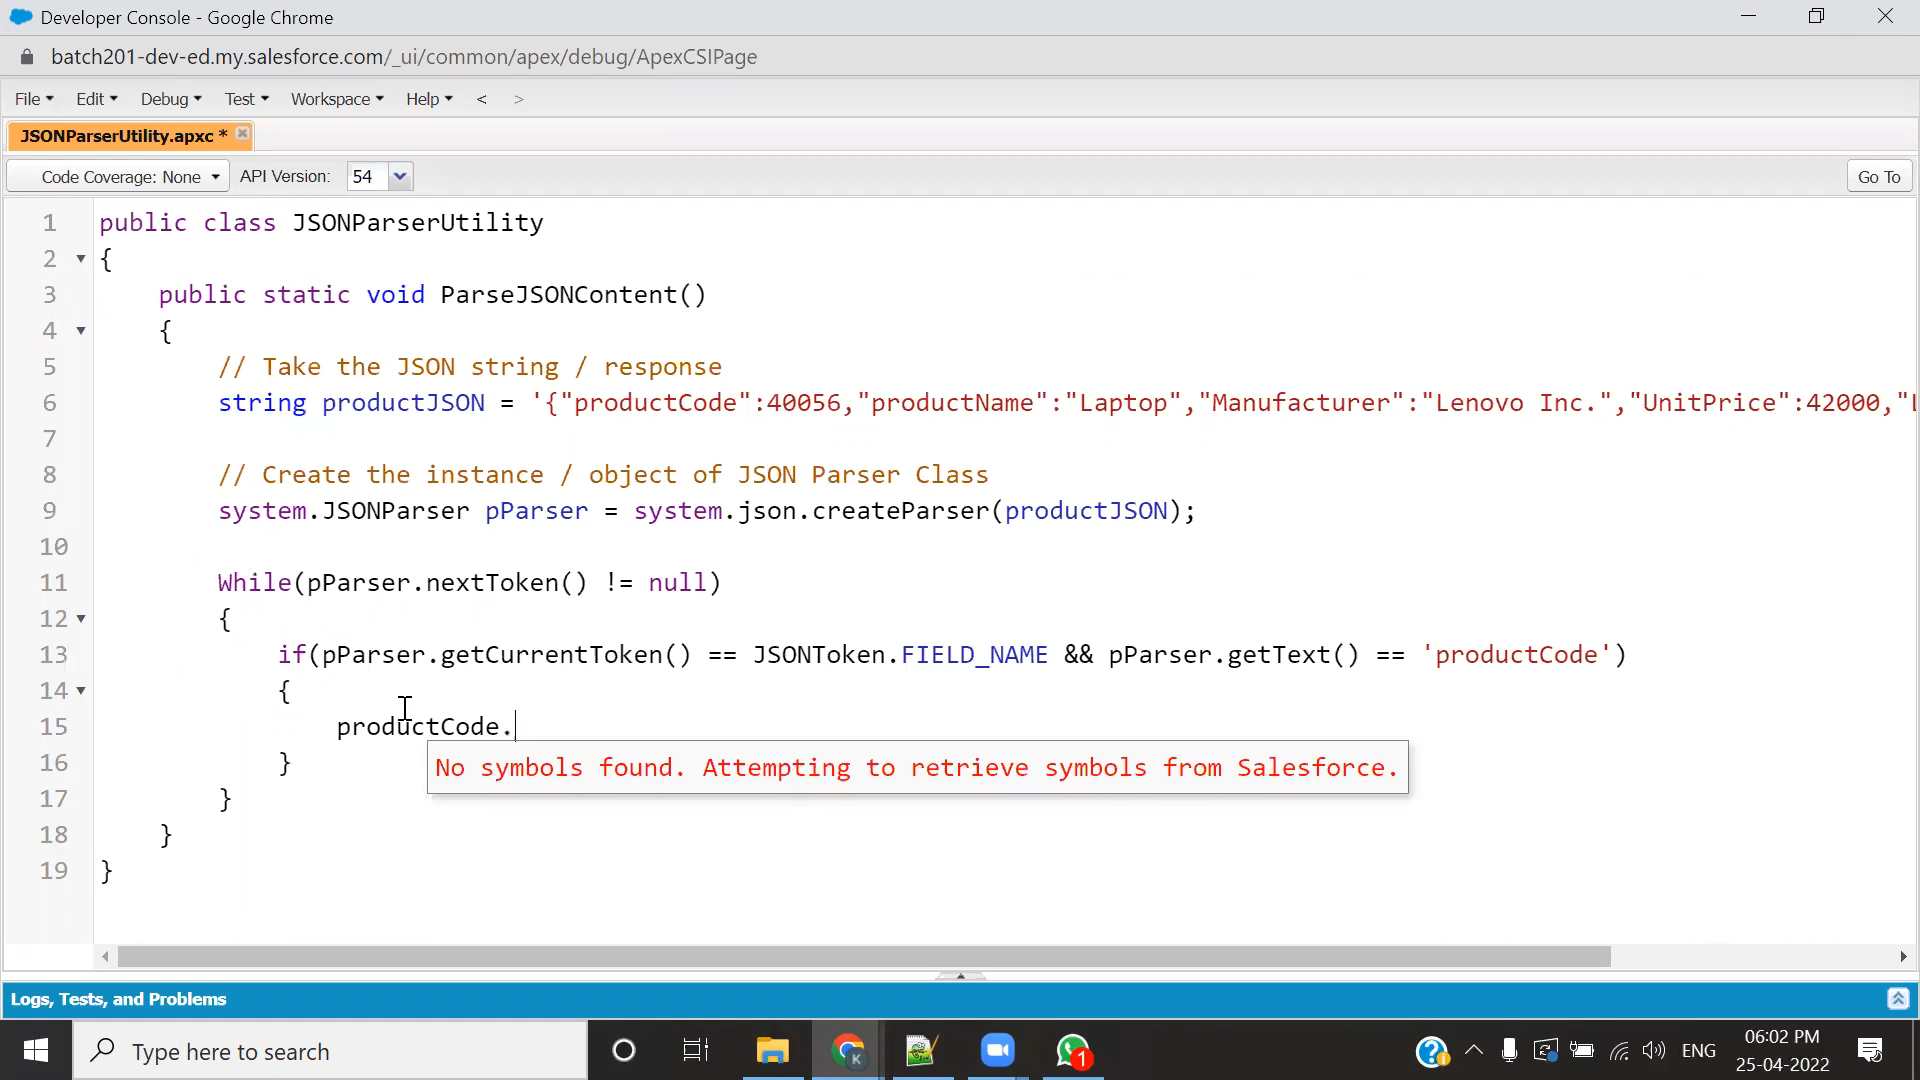 Developer Console - Google Chrome
batch201-dev-ed.my.salesforce.com/_ui/common/apex/debug/ApexCSIPage
File Edit Debug Test Workspace Help < >
JSONParserUtility.apxc *
Code Coverage: None API Version: 54 Go To
1 public class JSONParserUtility
2 {
3 public static void ParseJSONContent()
4 {
5 // Take the JSON string / response
6 string productJSON = '{"productCode":40056,"productName":"Laptop","Manufacturer":"Lenovo Inc.","UnitPrice":42000,"
7
8 // Create the instance / object of JSON Parser Class
9 system.JSONParser pParser = system.json.createParser(productJSON);
10
11 While(pParser.nextToken() != null)
12 {
13 if(pParser.getCurrentToken() == JSONToken.FIELD_NAME && pParser.getText() == 'productCode')
14 {
15 productCode.
16 }
No symbols found. Attempting to retrieve symbols from Salesforce.
17 }
18 }
19 }
Logs, Tests, and Problems
Type here to search
K
1
ENG
06:02 PM
25-04-2022